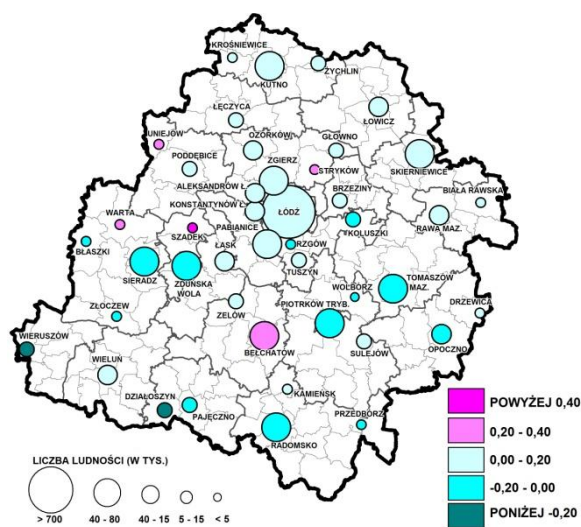 KROŚNIEWICE
KUTNO
ŻYCHLIN
ŁĘCZYCA
ŁOWICZ
UNIEJÓW
OZORKÓW
GŁOWNO
PODDĘBICE
ZGIERZ
STRYKÓW
SKIERNIEWICE
ALEKSANDRÓW Ł.
BRZEZINY
BIAŁA RAWSKA
KONSTANTYNÓW Ł.
ŁÓDŹ
WARTA
SZADEK
PABIANICE
KOLUSZKI
RAWA MAZ.
BŁASZKI
ŁASK
RZGÓW
SIERADZ
ZDUŃSKA
WOLA
TUSZYN
WOLBÓRZ
TOMASZÓW
MAZ.
ZŁOCZEW
ZELÓW
PIOTRKÓW TRYB.
DRZEWICA
WIERUSZÓW
BEŁCHATÓW
SULEJÓW
OPOCZNO
WIELUŃ
DZIAŁOSZYN
PAJĘCZNO
KAMIEŃSK
PRZEDBÓRZ
RADOMSKO
POWYŻEJ 0,40
0,20 - 0,40
0,00 - 0,20
-0,20 - 0,00
PONIŻEJ -0,20
LICZBA LUDNOŚCI (W TYS.)
> 700 40 - 80 40 - 15 5 - 15 < 5